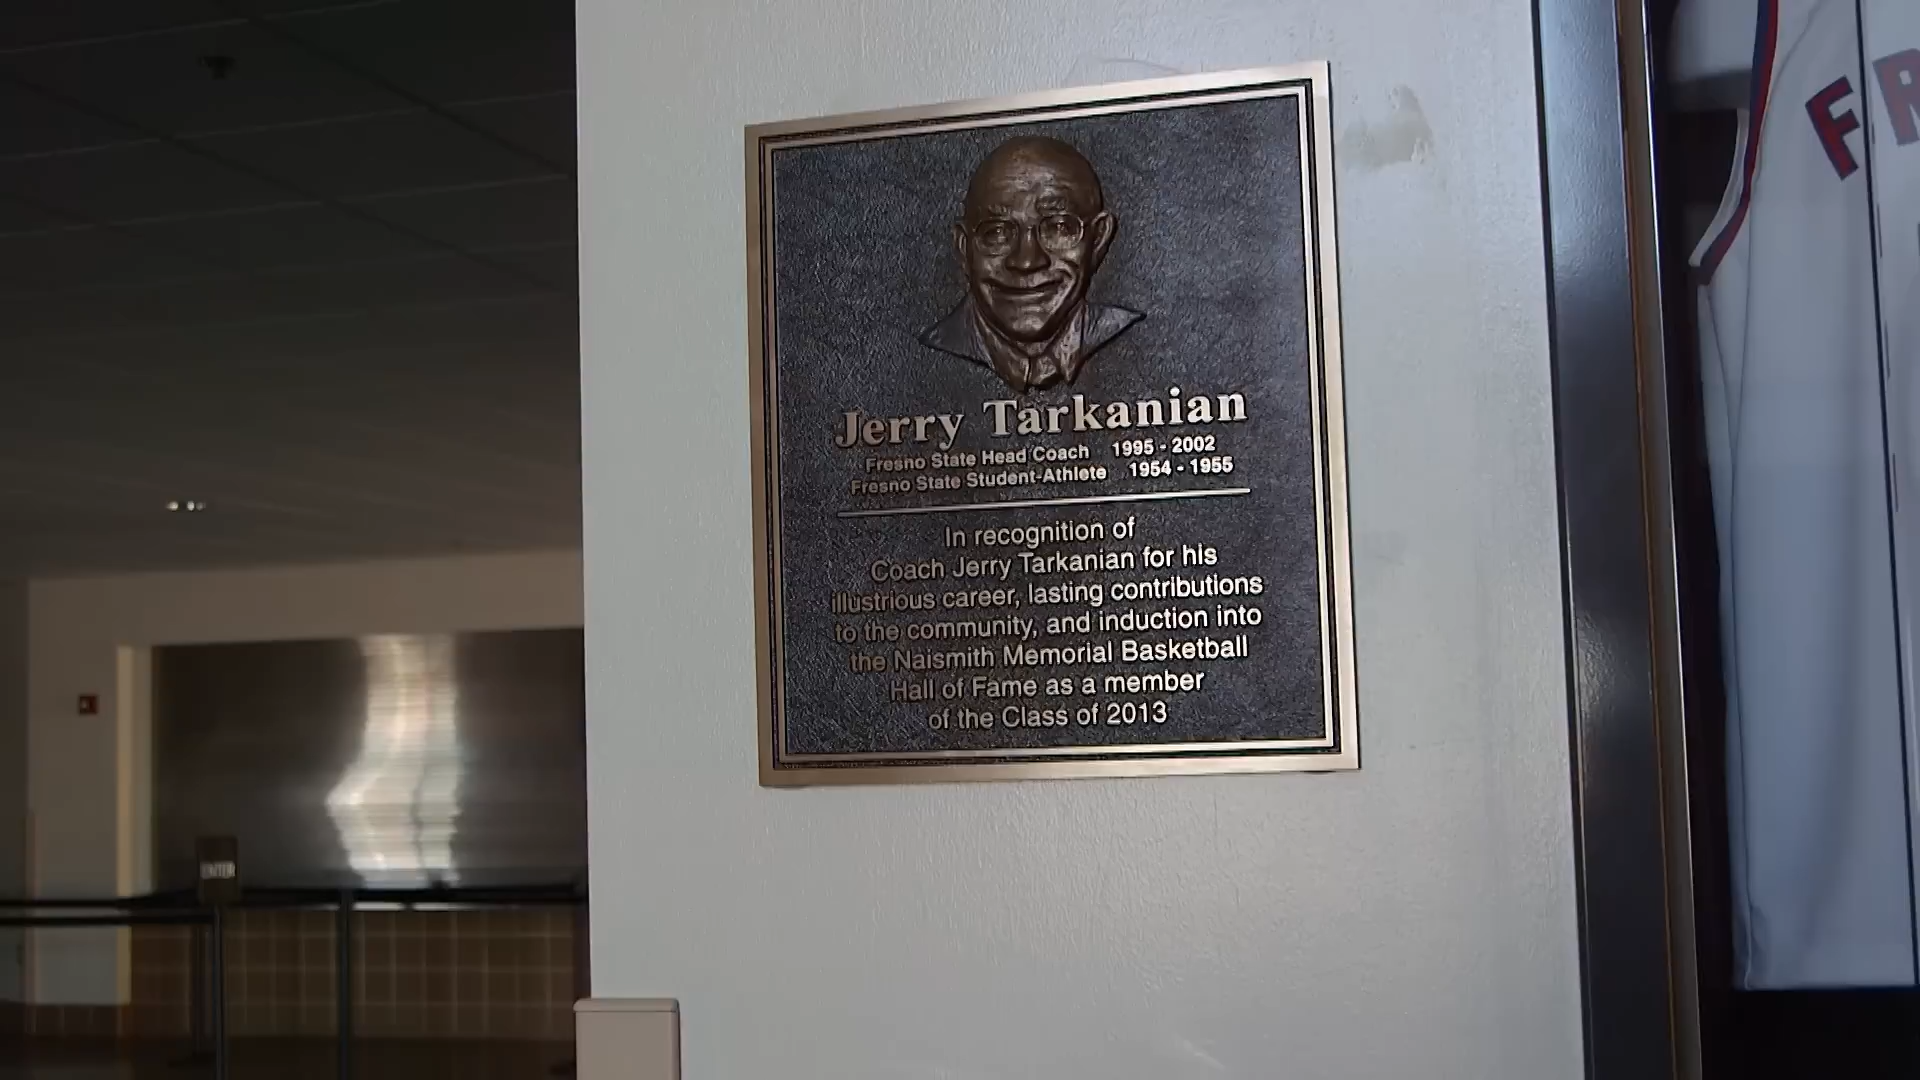 Jerry Tarkanian
Fresno State Head Coach 1995 - 2002
Fresno State Student-Athlete 1954 - 1955
In recognition of
Coach Jerry Tarkanian for his
illustrious career, lasting contributions
to the community, and induction into
the Naismith Memorial Basketball
Hall of Fame as a member
of the Class of 2013
FR
ENTER